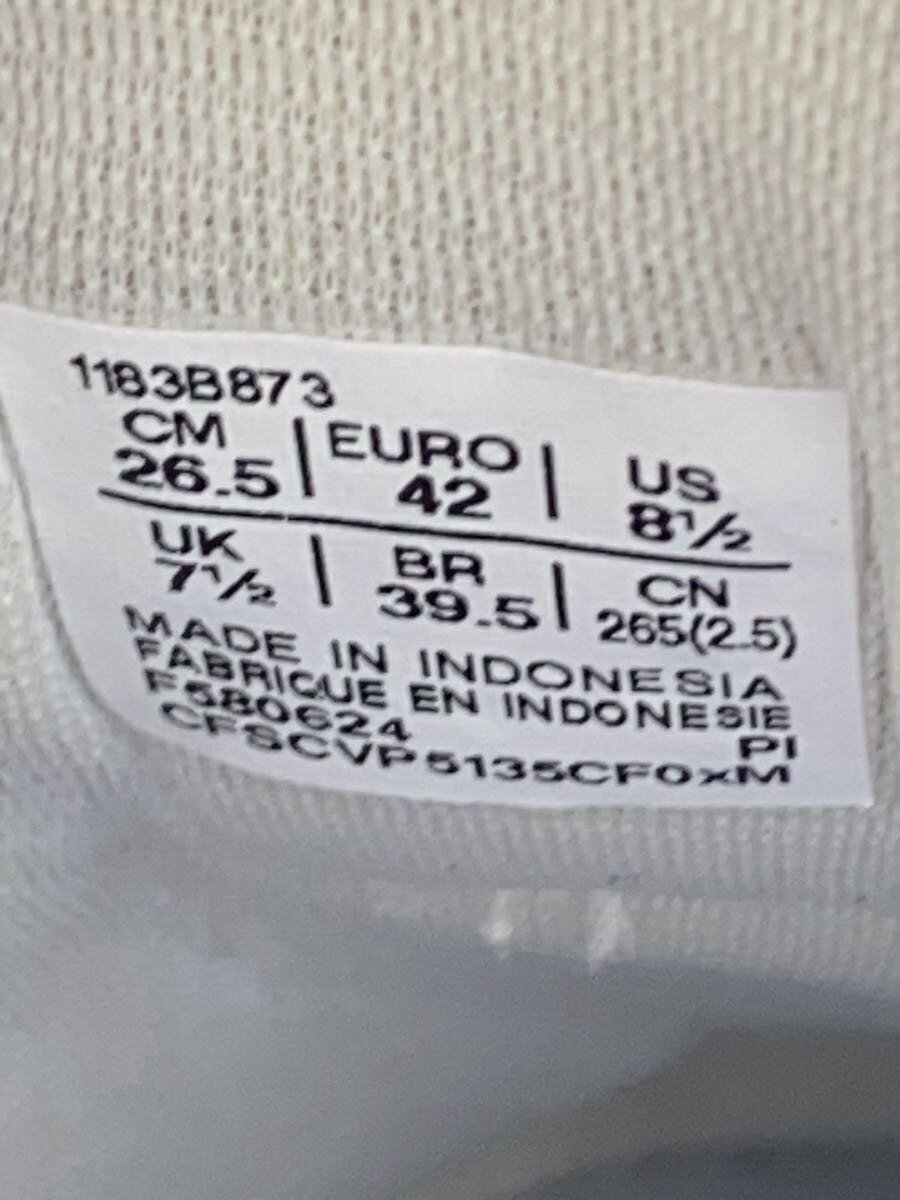 1183B873
CM | EURO | US
26.5 | 42 | 8½
UK | BR | CN
7½ | 39.5 | 265(2.5)
MADE IN INDONESIA
FABRIQUE EN INDONESIE
F580624 PI
CFSCVP5135CF0xM